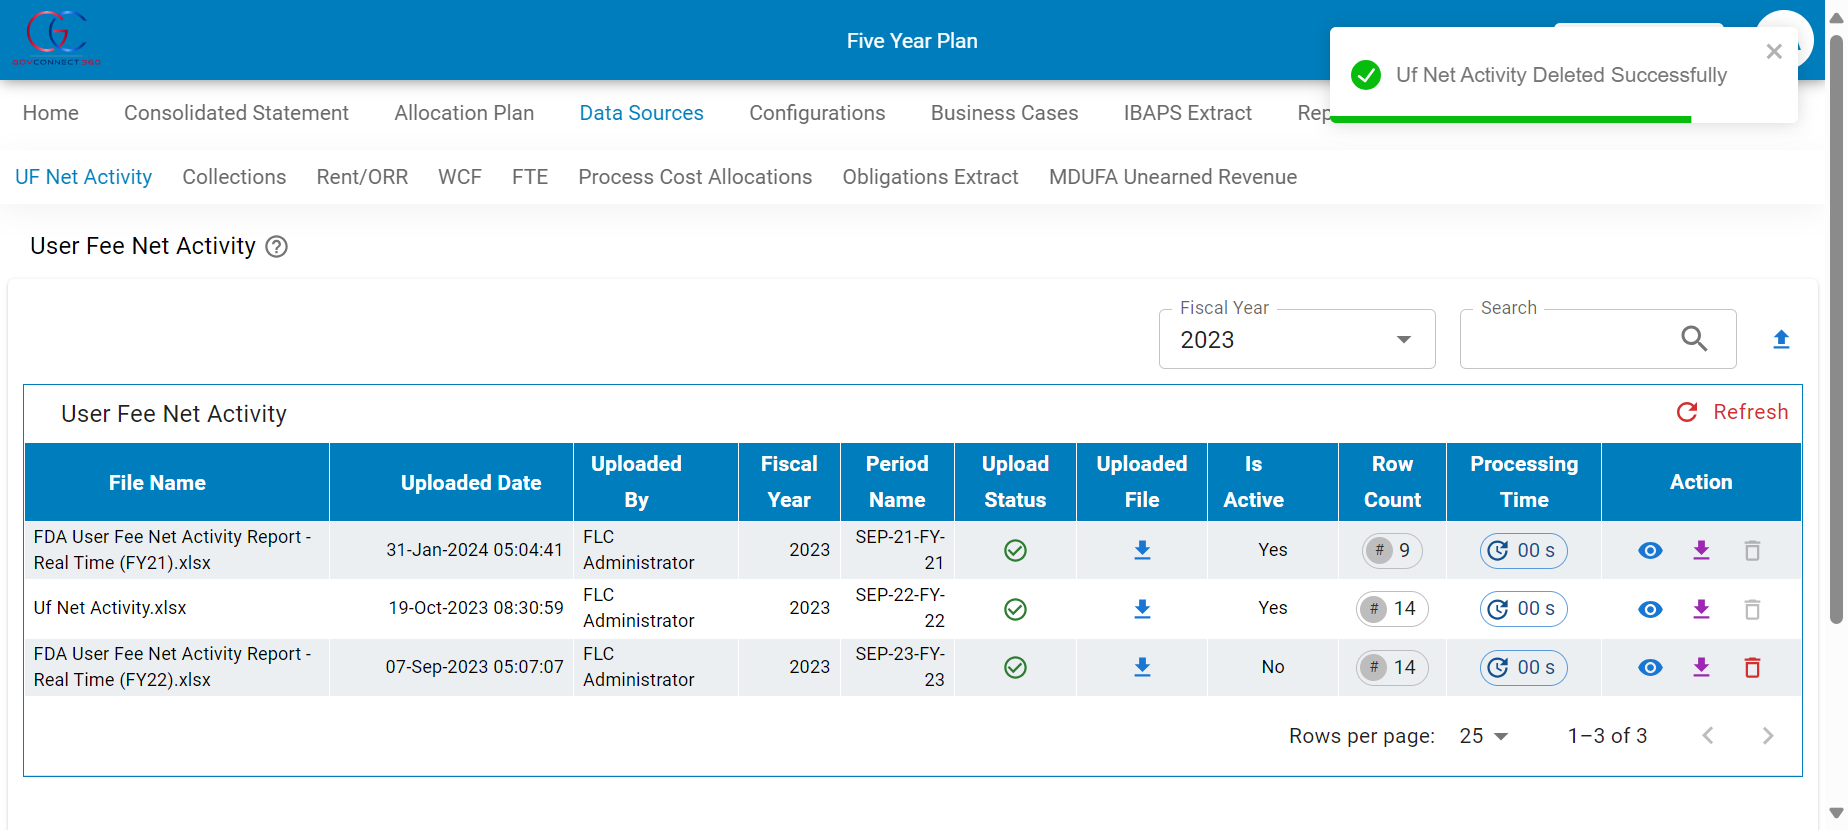 GOVCONNECT 360
Five Year Plan
Uf Net Activity Deleted Successfully
Home Consolidated Statement Allocation Plan Data Sources Configurations Business Cases IBAPS Extract
UF Net Activity Collections Rent/ORR WCF FTE Process Cost Allocations Obligations Extract MDUFA Unearned Revenue
User Fee Net Activity ?
Fiscal Year
2023
Search
User Fee Net Activity
Refresh
File Name Uploaded Date Uploaded By Fiscal Year Period Name Upload Status Uploaded File Is Active Row Count Processing Time Action
FDA User Fee Net Activity Report - Real Time (FY21).xlsx 31-Jan-2024 05:04:41 FLC Administrator 2023 SEP-21-FY-21 Yes # 9 00 s
Uf Net Activity.xlsx 19-Oct-2023 08:30:59 FLC Administrator 2023 SEP-22-FY-22 Yes # 14 00 s
FDA User Fee Net Activity Report - Real Time (FY22).xlsx 07-Sep-2023 05:07:07 FLC Administrator 2023 SEP-23-FY-23 No # 14 00 s
Rows per page: 25 1–3 of 3